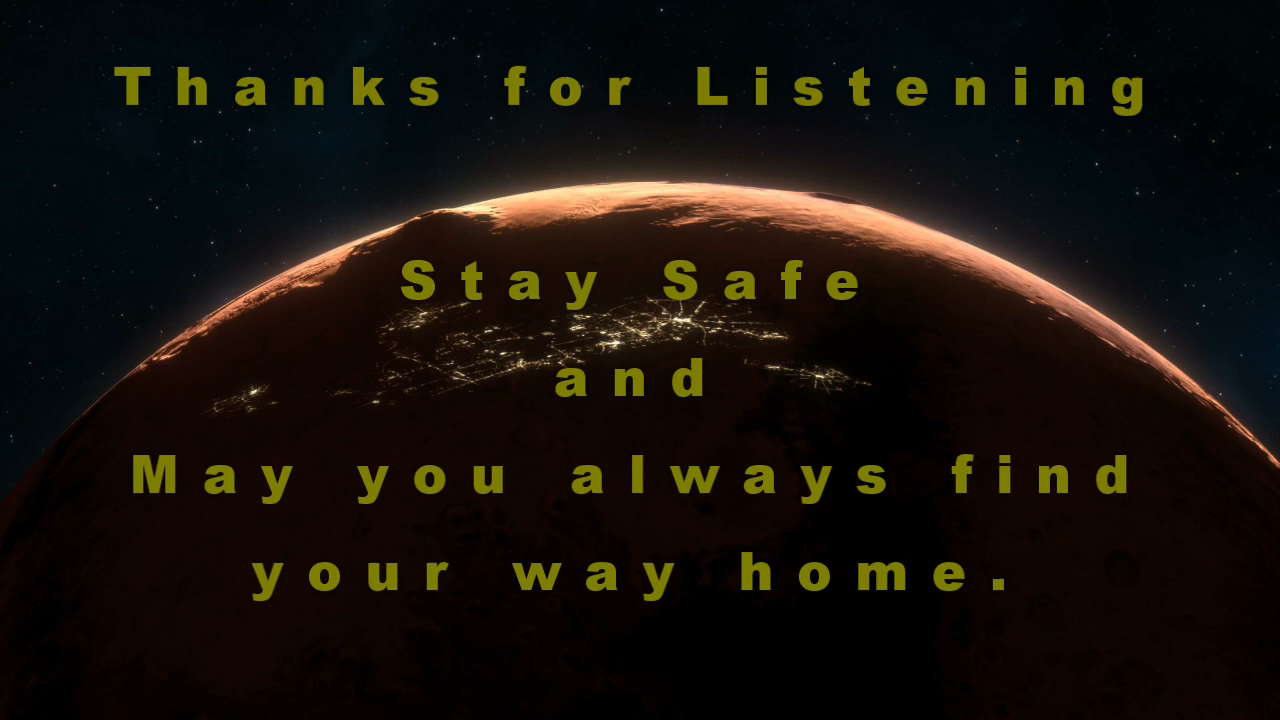 Thanks for Listening
Stay Safe
and
May you always find
your way home.